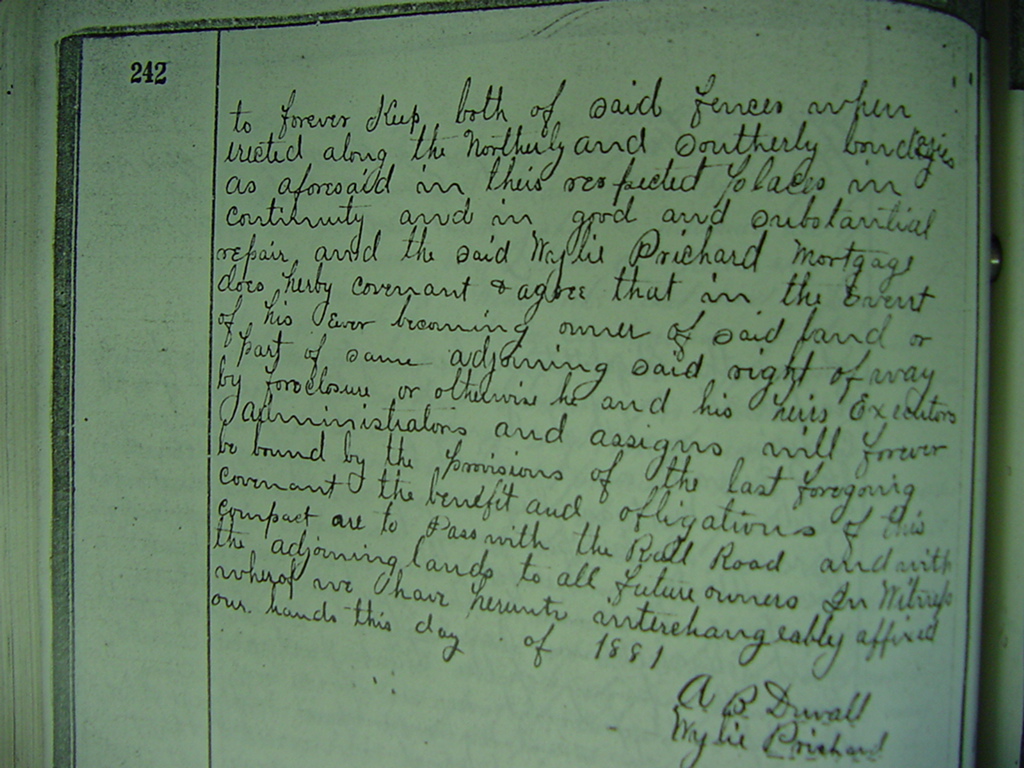 242
to forever Keep both of said fences when
erected along the Northerly and Southerly bondries
as aforesaid in their respected places in
continuity and in good and substantial
repair and the said Wylie Prichard Mortgage
does herby covenant & agree that in the Event
of his Ever becoming owner of said land or
part of same adjoining said right of way
by foreclosure or otherwise he and his heirs Executors
administrators and assigns will forever
be bound by the provisions of the last foregoing
covenant & the benefit and obligations of this
compact are to pass with the Rail Road and with
the adjoining lands to all future owners In Witness
wherof we have herunto interchangeably affixed
our hands this day of 1881
A B Duvall
Wylie Prichard